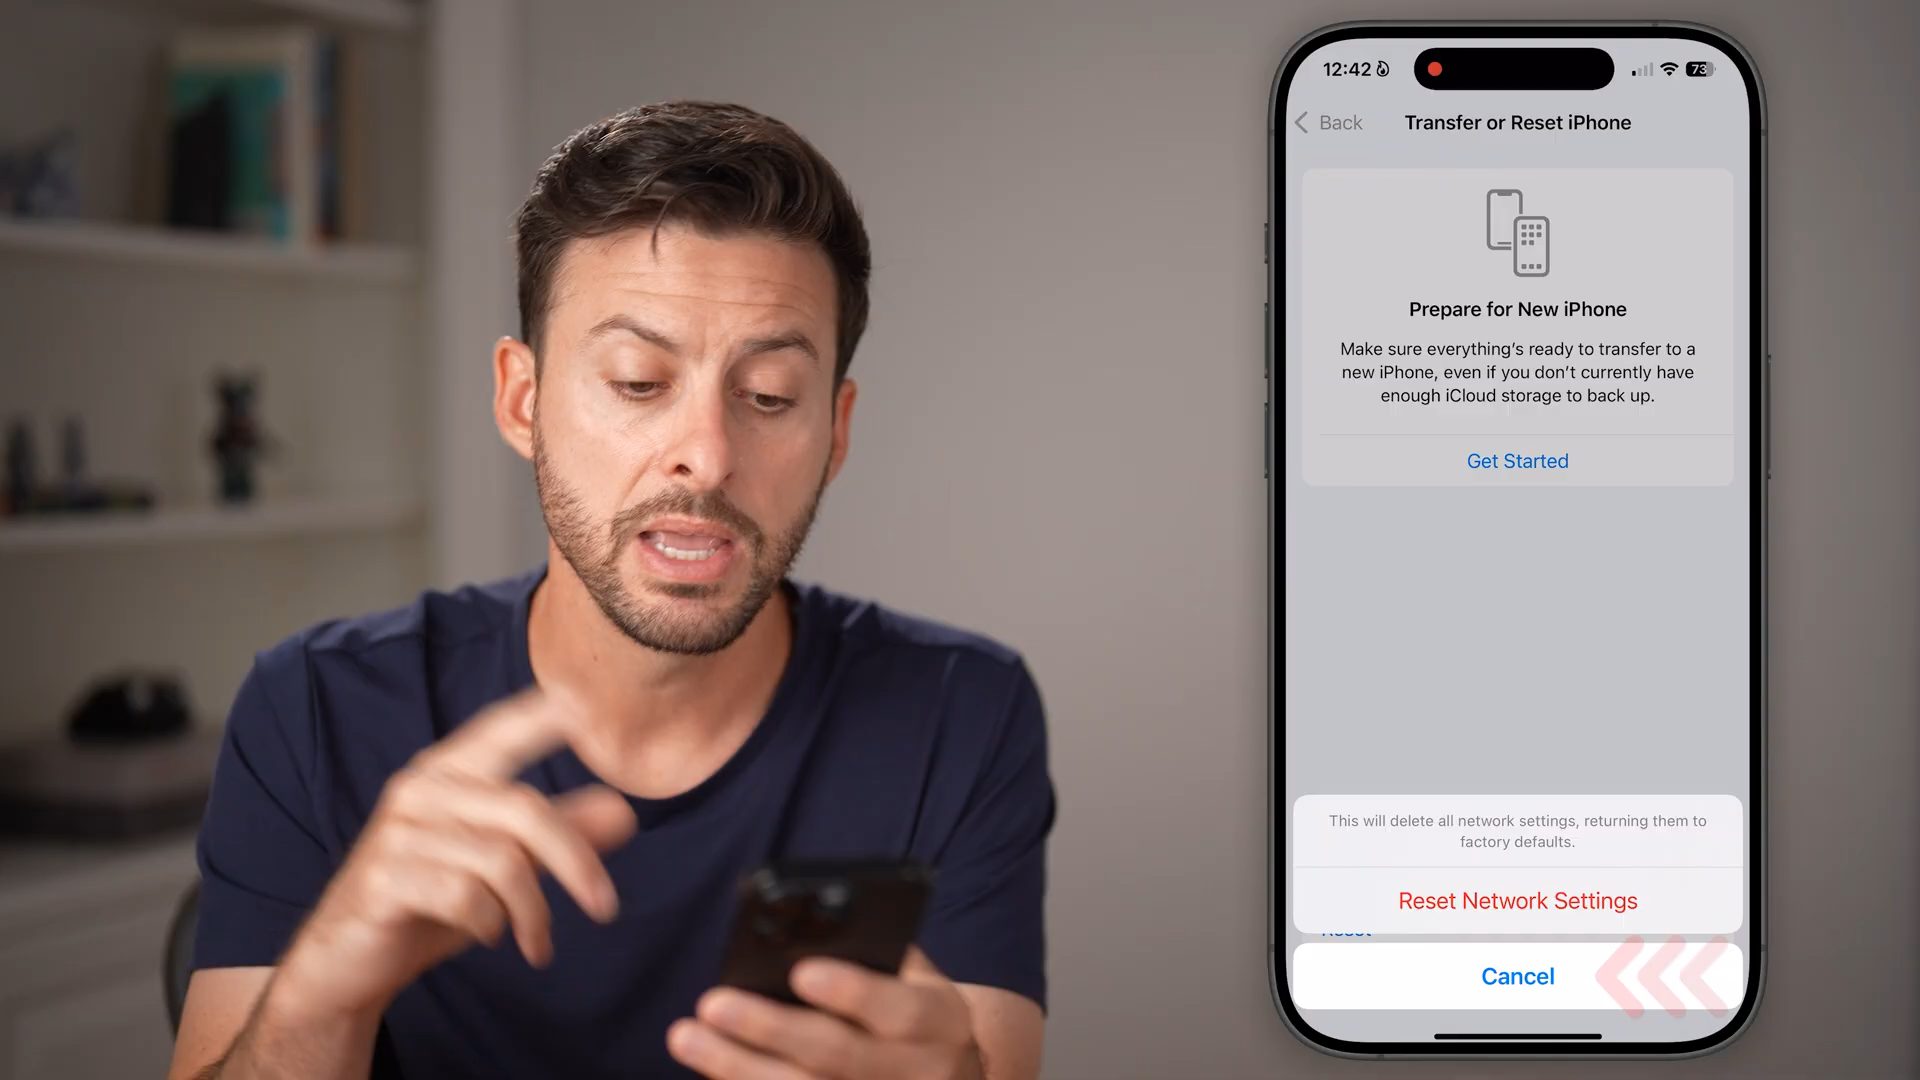 12:42
73
Back
Transfer or Reset iPhone
Prepare for New iPhone
Make sure everything's ready to transfer to a
new iPhone, even if you don't currently have
enough iCloud storage to back up.
Get Started
This will delete all network settings, returning them to
factory defaults.
Reset Network Settings
Reset
Cancel